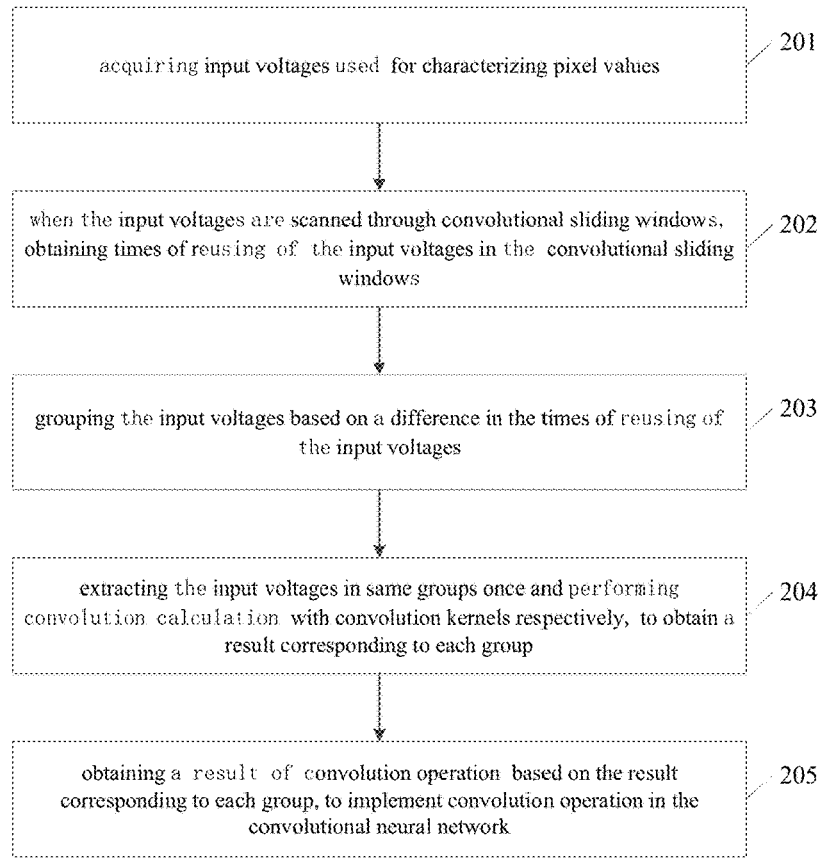 acquiring input voltages used for characterizing pixel values
201
when the input voltages are scanned through convolutional sliding windows,
obtaining times of reusing of the input voltages in the convolutional sliding
windows
202
grouping the input voltages based on a difference in the times of reusing of
the input voltages
203
extracting the input voltages in same groups once and performing
convolution calculation with convolution kernels respectively, to obtain a
result corresponding to each group
204
obtaining a result of convolution operation based on the result
corresponding to each group, to implement convolution operation in the
convolutional neural network
205